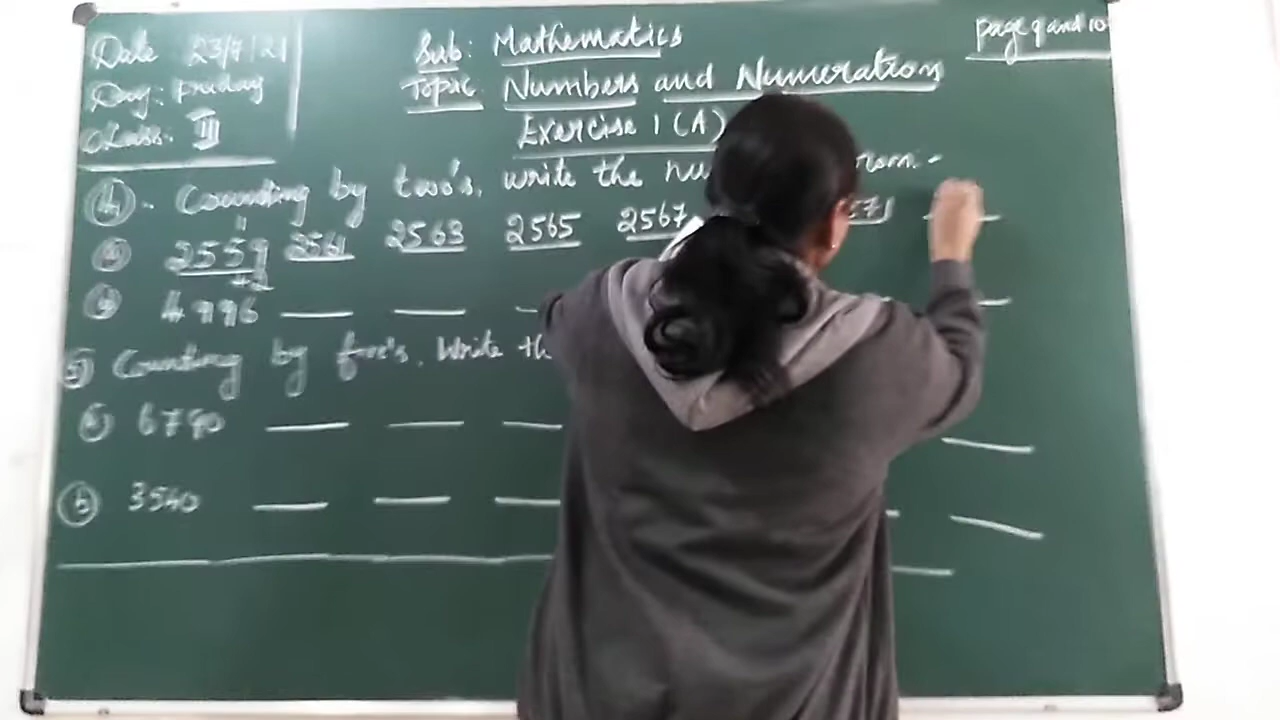 Date 23/7/21
Day: Friday
Class: III
Sub: Mathematics
Topic: Numbers and Numeration
Exercise 1(A)
page 9 and 10
4. Counting by two's, write the
a 2559 2561 2563 2565 2567
+2
4996
5 Counting by five's. Write
a 6790
b 3540